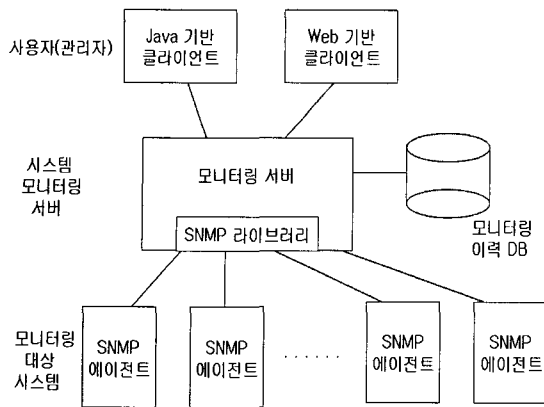 사용자(관리자)
Java 기반
클라이언트
Web 기반
클라이언트
시스템
모니터링
서버
모니터링 서버
SNMP 라이브러리
모니터링
이력 DB
모니터링
대상
시스템
SNMP
에이전트
SNMP
에이전트
......
SNMP
에이전트
SNMP
에이전트